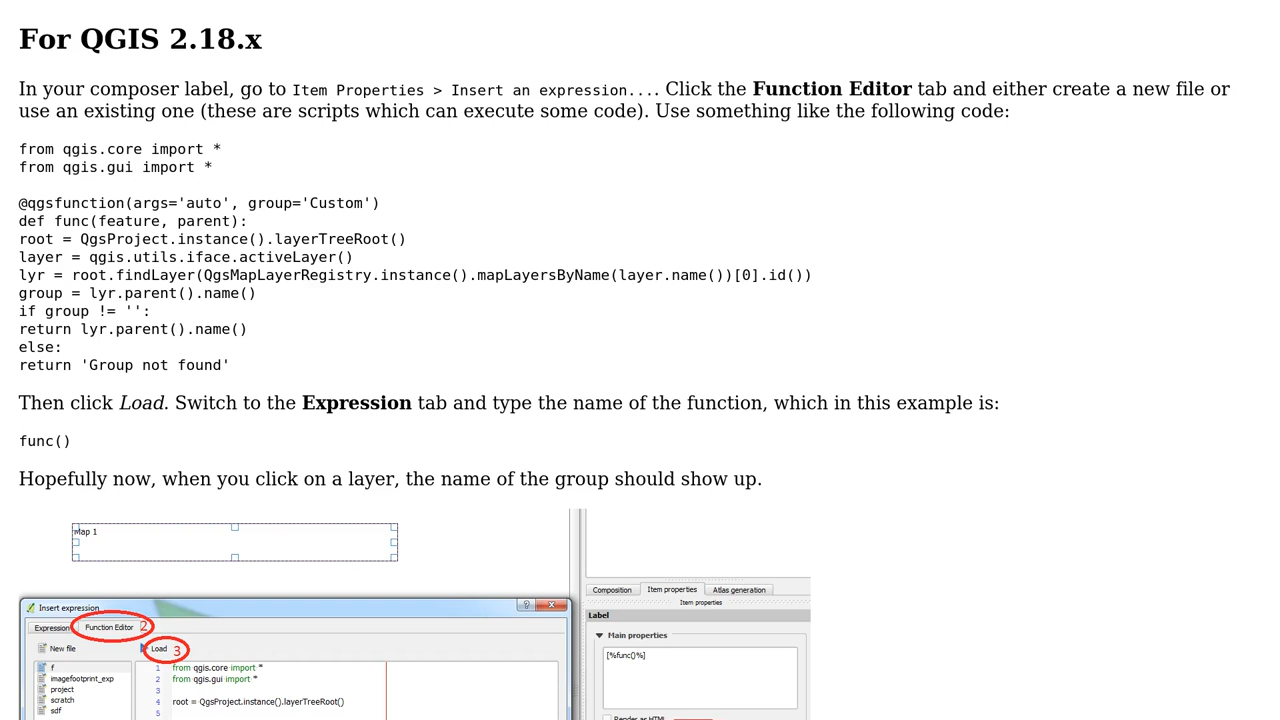 For QGIS 2.18.x
In your composer label, go to Item Properties > Insert an expression.... Click the Function Editor tab and either create a new file or
use an existing one (these are scripts which can execute some code). Use something like the following code:
from qgis.core import *
from qgis.gui import *
@qgsfunction(args='auto', group='Custom')
def func(feature, parent):
root = QgsProject.instance().layerTreeRoot()
layer = qgis.utils.iface.activeLayer()
lyr = root.findLayer(QgsMapLayerRegistry.instance().mapLayersByName(layer.name())[0].id())
group = lyr.parent().name()
if group != '':
return lyr.parent().name()
else:
return 'Group not found'
Then click Load. Switch to the Expression tab and type the name of the function, which in this example is:
func()
Hopefully now, when you click on a layer, the name of the group should show up.
Map 1
Composition Item properties Atlas generation
Item properties
Label
Main properties
[%func()%]
Render as HTML
Insert expression
Expression Function Editor 2
New file Load 3
f
imagefootprint_exp
project
scratch
sdf
1 from qgis.core import *
2 from qgis.gui import *
3
4 root = QgsProject.instance().layerTreeRoot()
5